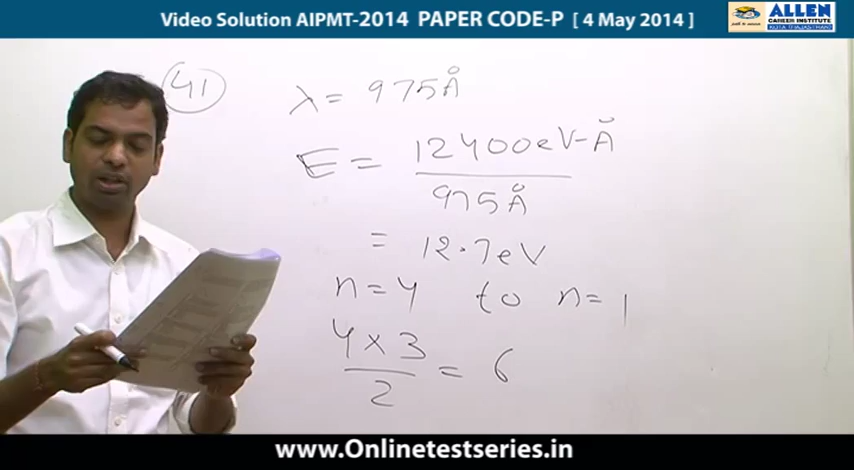 Video Solution AIPMT-2014 PAPER CODE-P [ 4 May 2014 ]
ALLEN
CAREER INSTITUTE
KOTA (RAJASTHAN)
41
λ = 975Å
E = 12400eV-Å
975Å
= 12.7eV
n=4 to n=1
4×3
2
= 6
www.Onlinetestseries.in